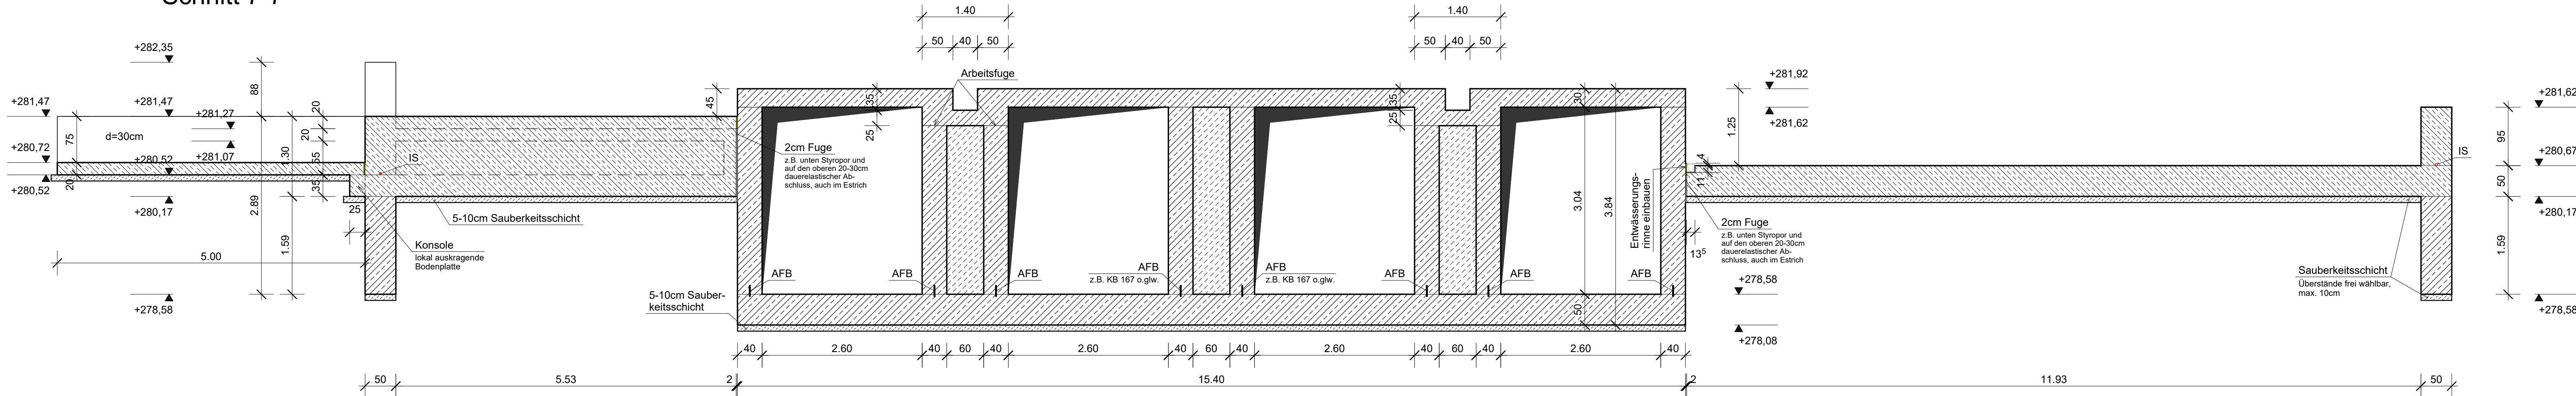 1.40
1.40
50 40 50
50 40 50
+282,35
+281,47
+281,47
+281,27
+281,07
+280,72
+280,52
+280,52
+280,17
+278,58
75
20
d=30cm
88
2.89
1.30
1.59
20
20
55
35
25
5.00
IS
Konsole
lokal auskragende
Bodenplatte
5-10cm Sauberkeitsschicht
45
2cm Fuge
z.B. unten Styropor und
auf den oberen 20-30cm
dauerelastischer Ab-
schluss, auch im Estrich
35
25
Arbeitsfuge
35
25
30
3.04
3.84
50
AFB
AFB
AFB
AFB
z.B. KB 167 o.glw.
AFB
z.B. KB 167 o.glw.
AFB
AFB
AFB
5-10cm Sauber-
keitsschicht
Entwässerungs-
rinne einbauen
+281,92
+281,62
1.25
4
11
13⁵
2cm Fuge
z.B. unten Styropor und
auf den oberen 20-30cm
dauerelastischer Ab-
schluss, auch im Estrich
+278,58
+278,08
Sauberkeitsschicht
Überstände frei wählbar,
max. 10cm
IS
95
50
1.59
+281,62
+280,67
+280,17
+278,58
40 2.60 40 60 40 2.60 40 60 40 2.60 40 60 40 2.60 40
50 5.53 2 15.40 2 11.93 50